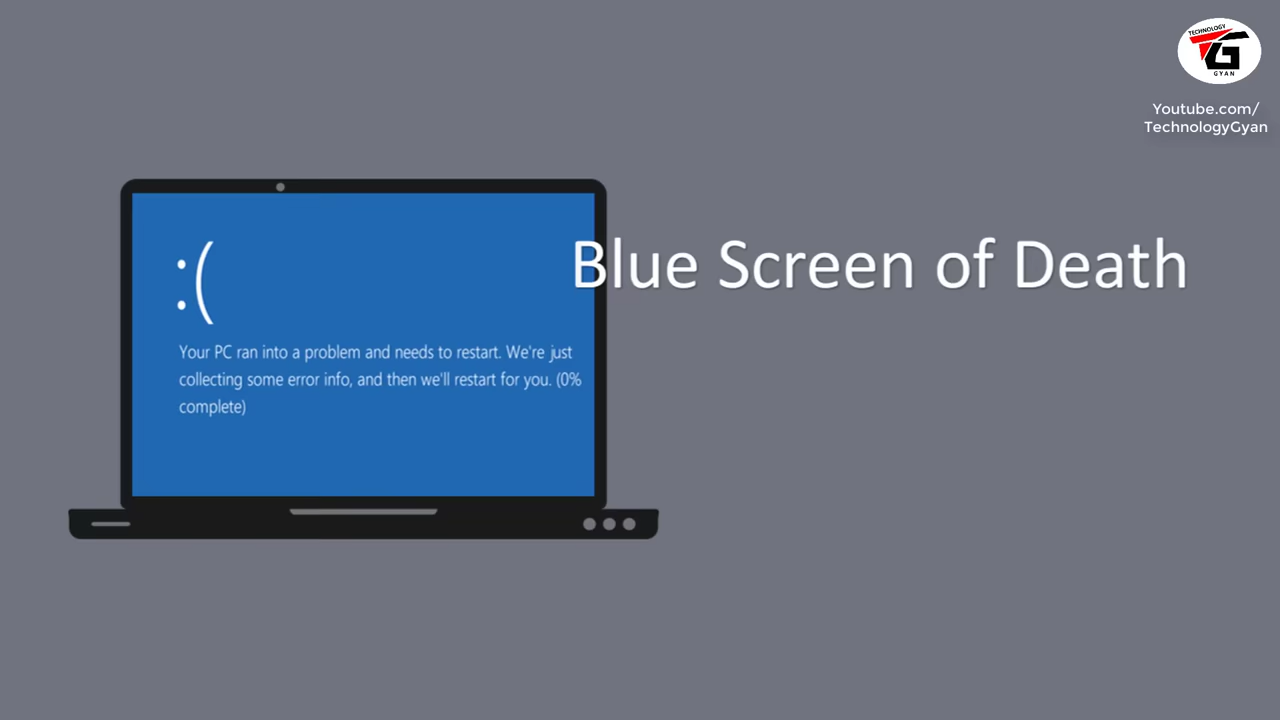 TECHNOLOGY
TG
GYAN
Youtube.com/
TechnologyGyan
Blue Screen of Death
:(
Your PC ran into a problem and needs to restart. We're just
collecting some error info, and then we'll restart for you. (0%
complete)